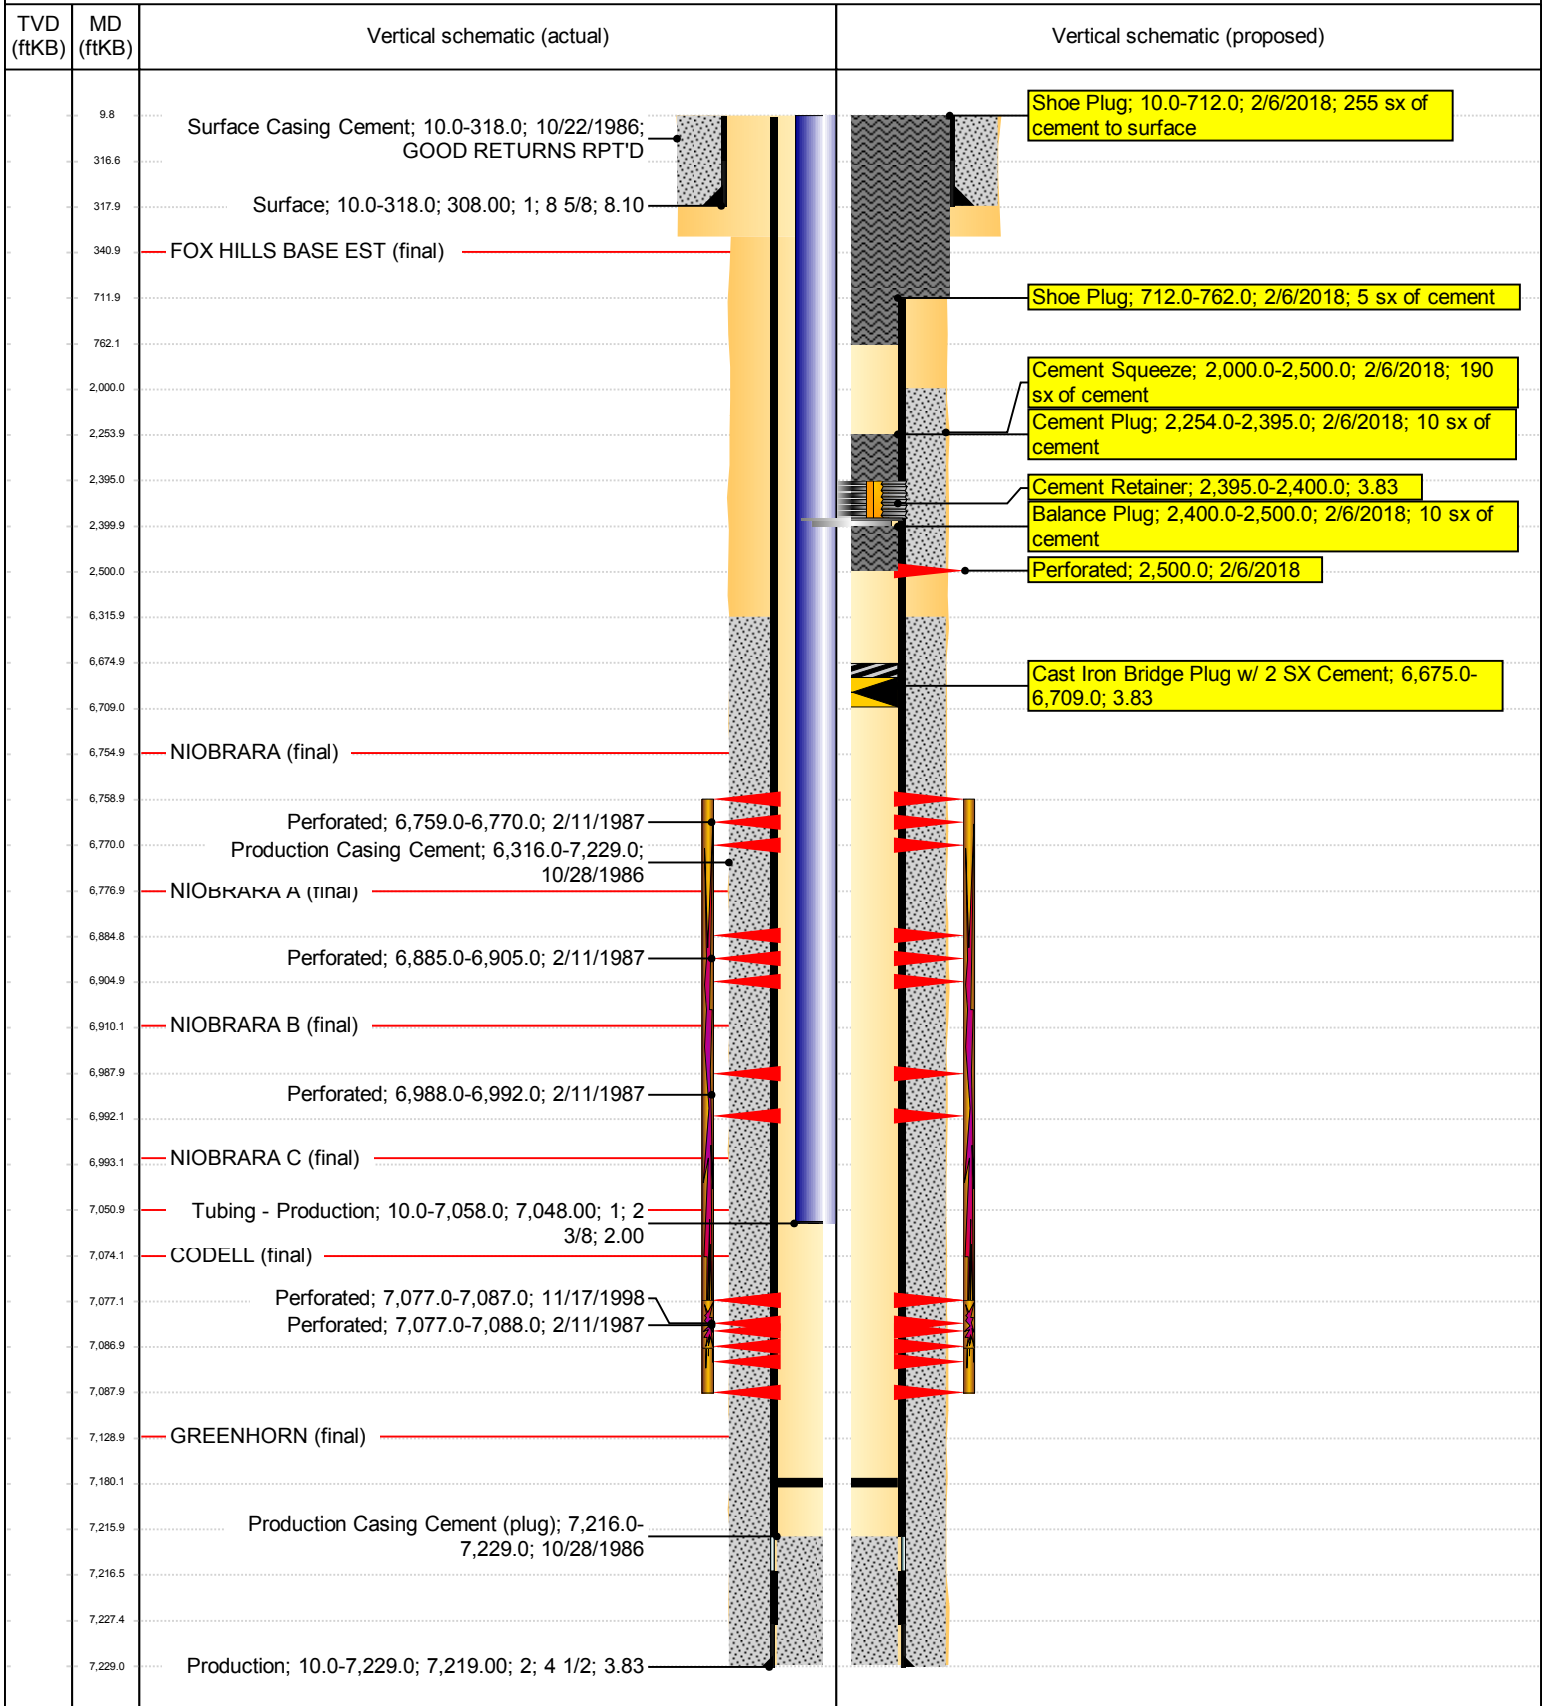 TVD (ftKB)
MD (ftKB)
Vertical schematic (actual)
Vertical schematic (proposed)
9.8
316.6
317.9
340.9
711.9
762.1
2,000.0
2,253.9
2,395.0
2,399.9
2,500.0
6,315.9
6,674.9
6,709.0
6,754.9
6,758.9
6,770.0
6,776.9
6,884.8
6,904.9
6,910.1
6,987.9
6,992.1
6,993.1
7,050.9
7,074.1
7,077.1
7,086.9
7,087.9
7,128.9
7,180.1
7,215.9
7,216.5
7,227.4
7,229.0
Surface Casing Cement; 10.0-318.0; 10/22/1986;
GOOD RETURNS RPT'D
Surface; 10.0-318.0; 308.00; 1; 8 5/8; 8.10
FOX HILLS BASE EST (final)
NIOBRARA (final)
Perforated; 6,759.0-6,770.0; 2/11/1987
Production Casing Cement; 6,316.0-7,229.0;
10/28/1986
NIOBRARA A (final)
Perforated; 6,885.0-6,905.0; 2/11/1987
NIOBRARA B (final)
Perforated; 6,988.0-6,992.0; 2/11/1987
NIOBRARA C (final)
Tubing - Production; 10.0-7,058.0; 7,048.00; 1; 2
3/8; 2.00
CODELL (final)
Perforated; 7,077.0-7,087.0; 11/17/1998
Perforated; 7,077.0-7,088.0; 2/11/1987
GREENHORN (final)
Production Casing Cement (plug); 7,216.0-
7,229.0; 10/28/1986
Production; 10.0-7,229.0; 7,219.00; 2; 4 1/2; 3.83
Shoe Plug; 10.0-712.0; 2/6/2018; 255 sx of
cement to surface
Shoe Plug; 712.0-762.0; 2/6/2018; 5 sx of cement
Cement Squeeze; 2,000.0-2,500.0; 2/6/2018; 190
sx of cement
Cement Plug; 2,254.0-2,395.0; 2/6/2018; 10 sx of
cement
Cement Retainer; 2,395.0-2,400.0; 3.83
Balance Plug; 2,400.0-2,500.0; 2/6/2018; 10 sx of
cement
Perforated; 2,500.0; 2/6/2018
Cast Iron Bridge Plug w/ 2 SX Cement; 6,675.0-
6,709.0; 3.83